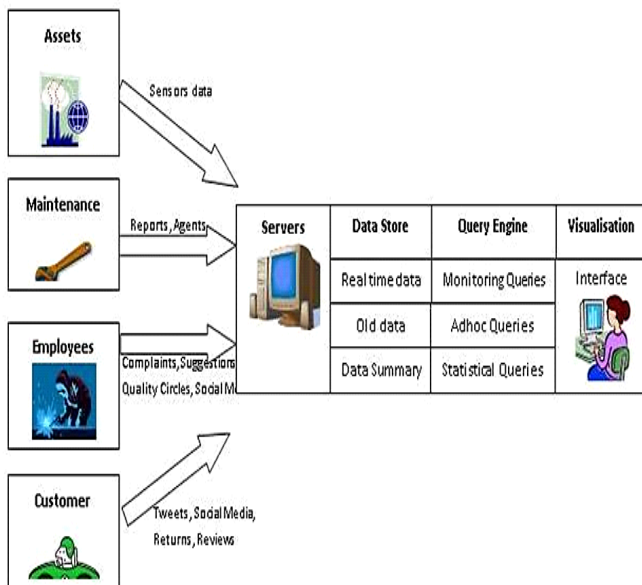 Assets
Sensors data
Maintenance
Reports, Agents
Servers
Data Store
Query Engine
Visualisation
Real time data
Monitoring Queries
Interface
Old data
Adhoc Queries
Data Summary
Statistical Queries
Employees
Complaints, Suggestions
Quality Circles, Social M
Customer
Tweets, Social Media,
Returns, Reviews